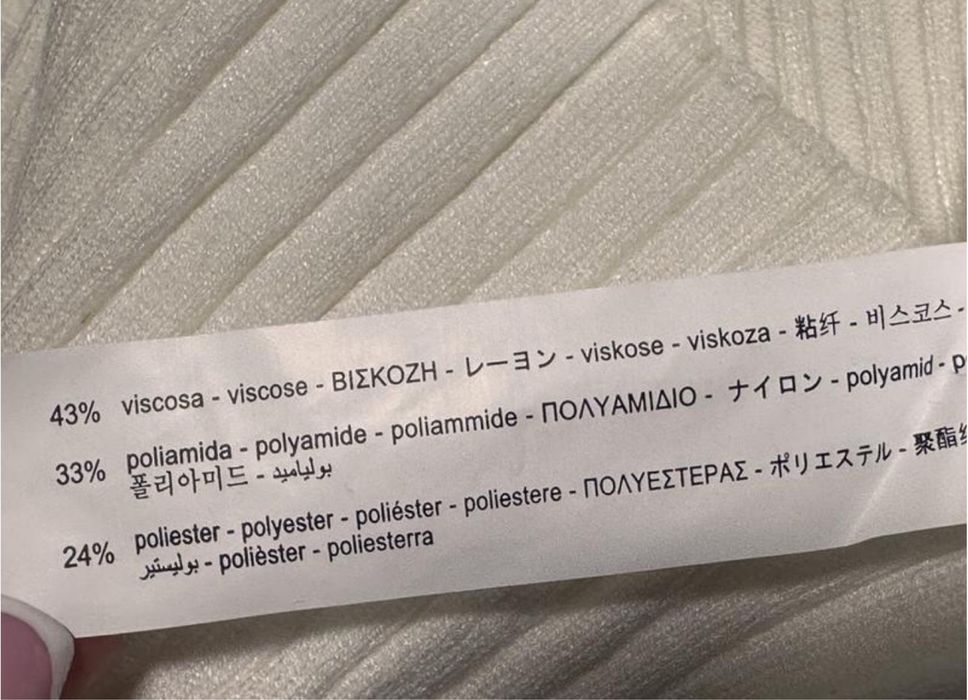 43% viscosa - viscose - ΒΙΣΚΟΖΗ - レーヨン - viskose - viskoza - 粘纤 - 비스코스 -
33% poliamida - polyamide - poliammide - ΠΟΛΥΑΜΙΔΙΟ - ナイロン - polyamid -
폴리아미드 - بولياميد
24% poliester - polyester - poliéster - poliestere - ΠΟΛΥΕΣΤΕΡΑΣ - ポリエステル - 聚酯
بوليستير - polièster - poliesterra